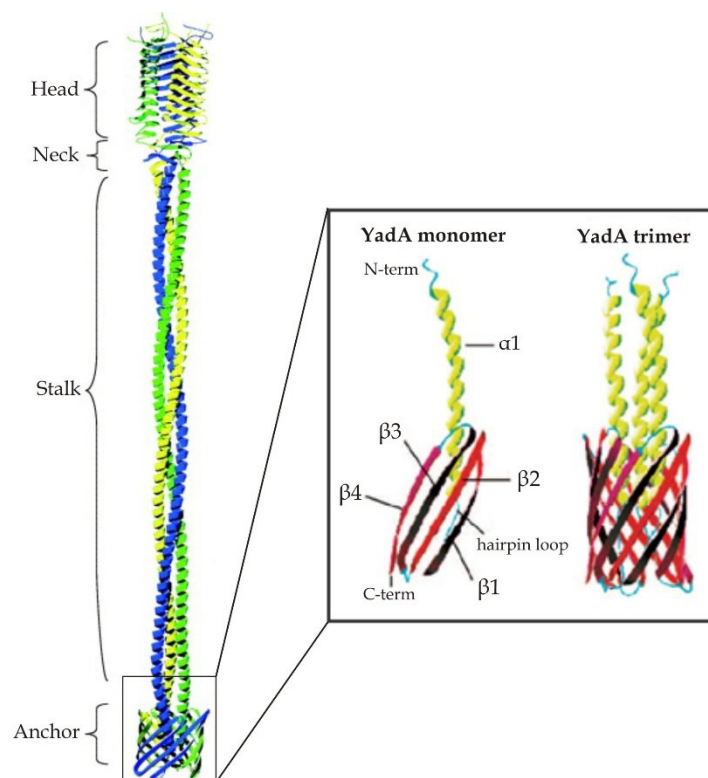 Head
Neck
Stalk
Anchor
YadA monomer
YadA trimer
N-term
α1
β3
β2
β4
hairpin loop
β1
C-term